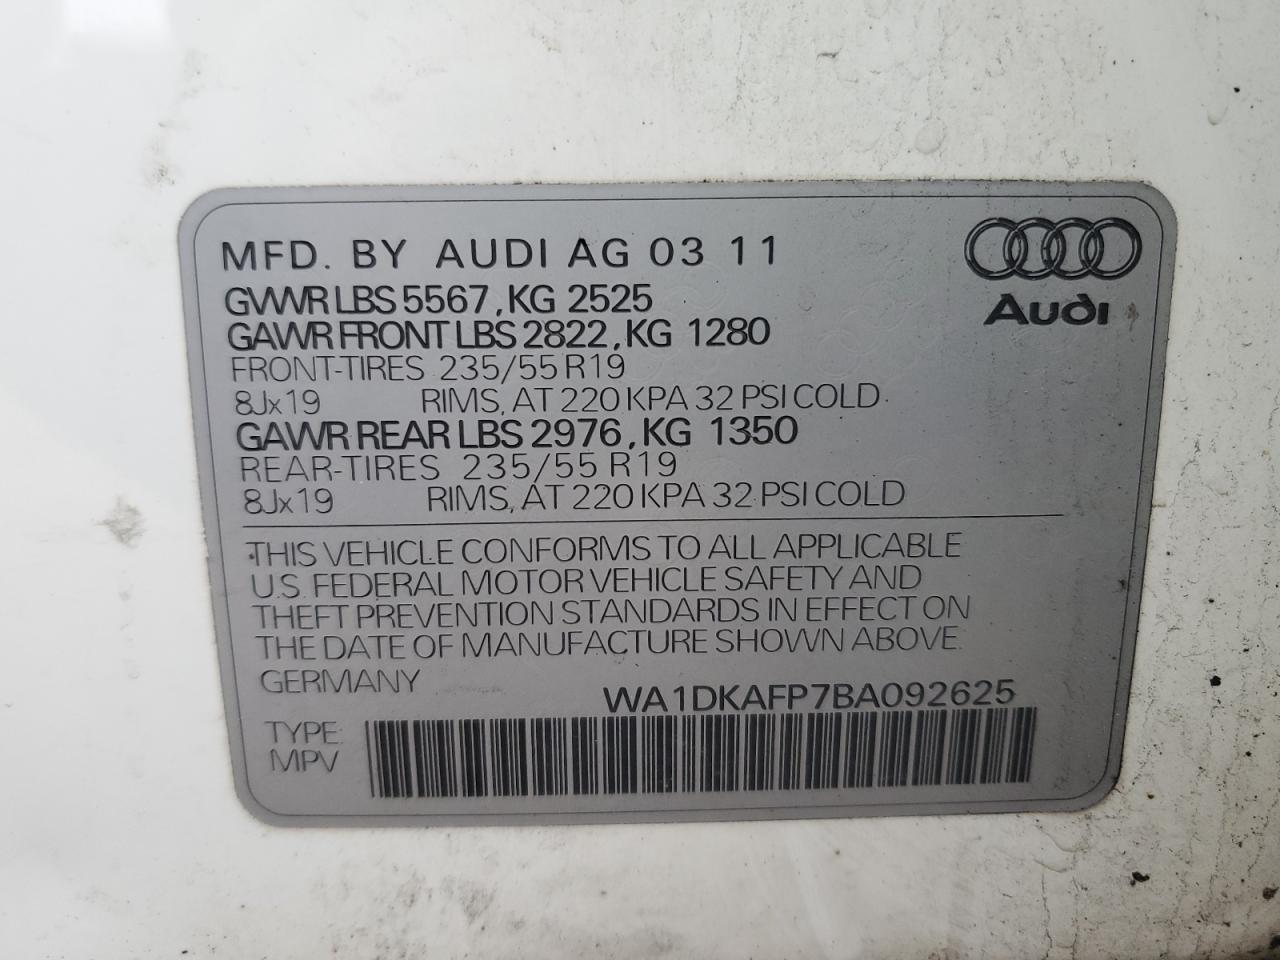 MFD. BY AUDI AG 03 11
Audi
GVWR LBS 5567, KG 2525
GAWR FRONT LBS 2822, KG 1280
FRONT-TIRES 235/55 R19
8Jx19 RIMS, AT 220 KPA 32 PSI COLD
GAWR REAR LBS 2976, KG 1350
REAR-TIRES 235/55 R19
8Jx19 RIMS, AT 220 KPA 32 PSI COLD
THIS VEHICLE CONFORMS TO ALL APPLICABLE
U.S. FEDERAL MOTOR VEHICLE SAFETY AND
THEFT PREVENTION STANDARDS IN EFFECT ON
THE DATE OF MANUFACTURE SHOWN ABOVE.
GERMANY
WA1DKAFP7BA092625
TYPE:
MPV